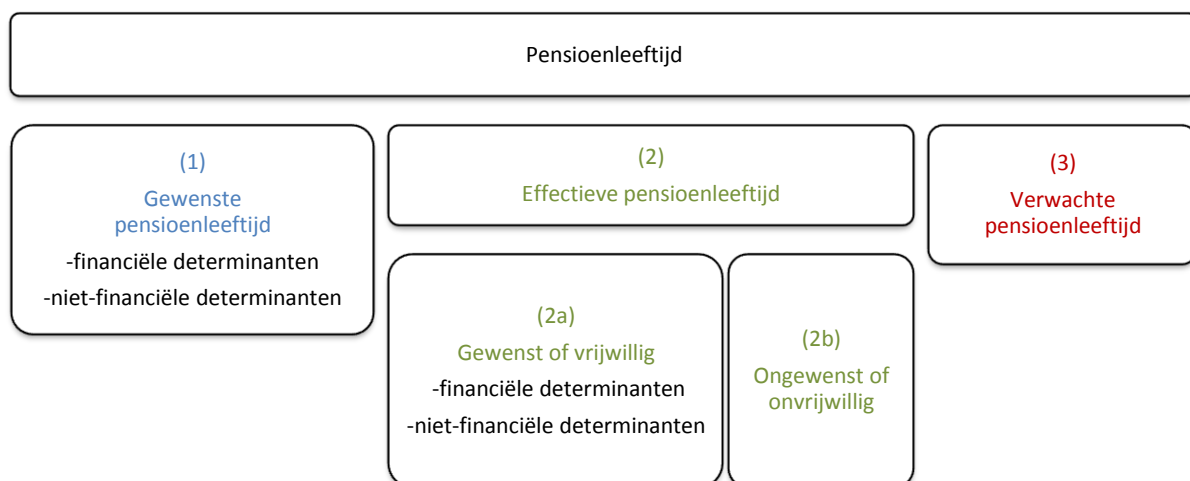 Pensioenleeftijd
(1)
Gewenste
pensioenleeftijd
-financiële determinanten
-niet-financiële determinanten
(2)
Effectieve pensioenleeftijd
(3)
Verwachte
pensioenleeftijd
(2a)
Gewenst of vrijwillig
-financiële determinanten
-niet-financiële determinanten
(2b)
Ongewenst of
onvrijwillig